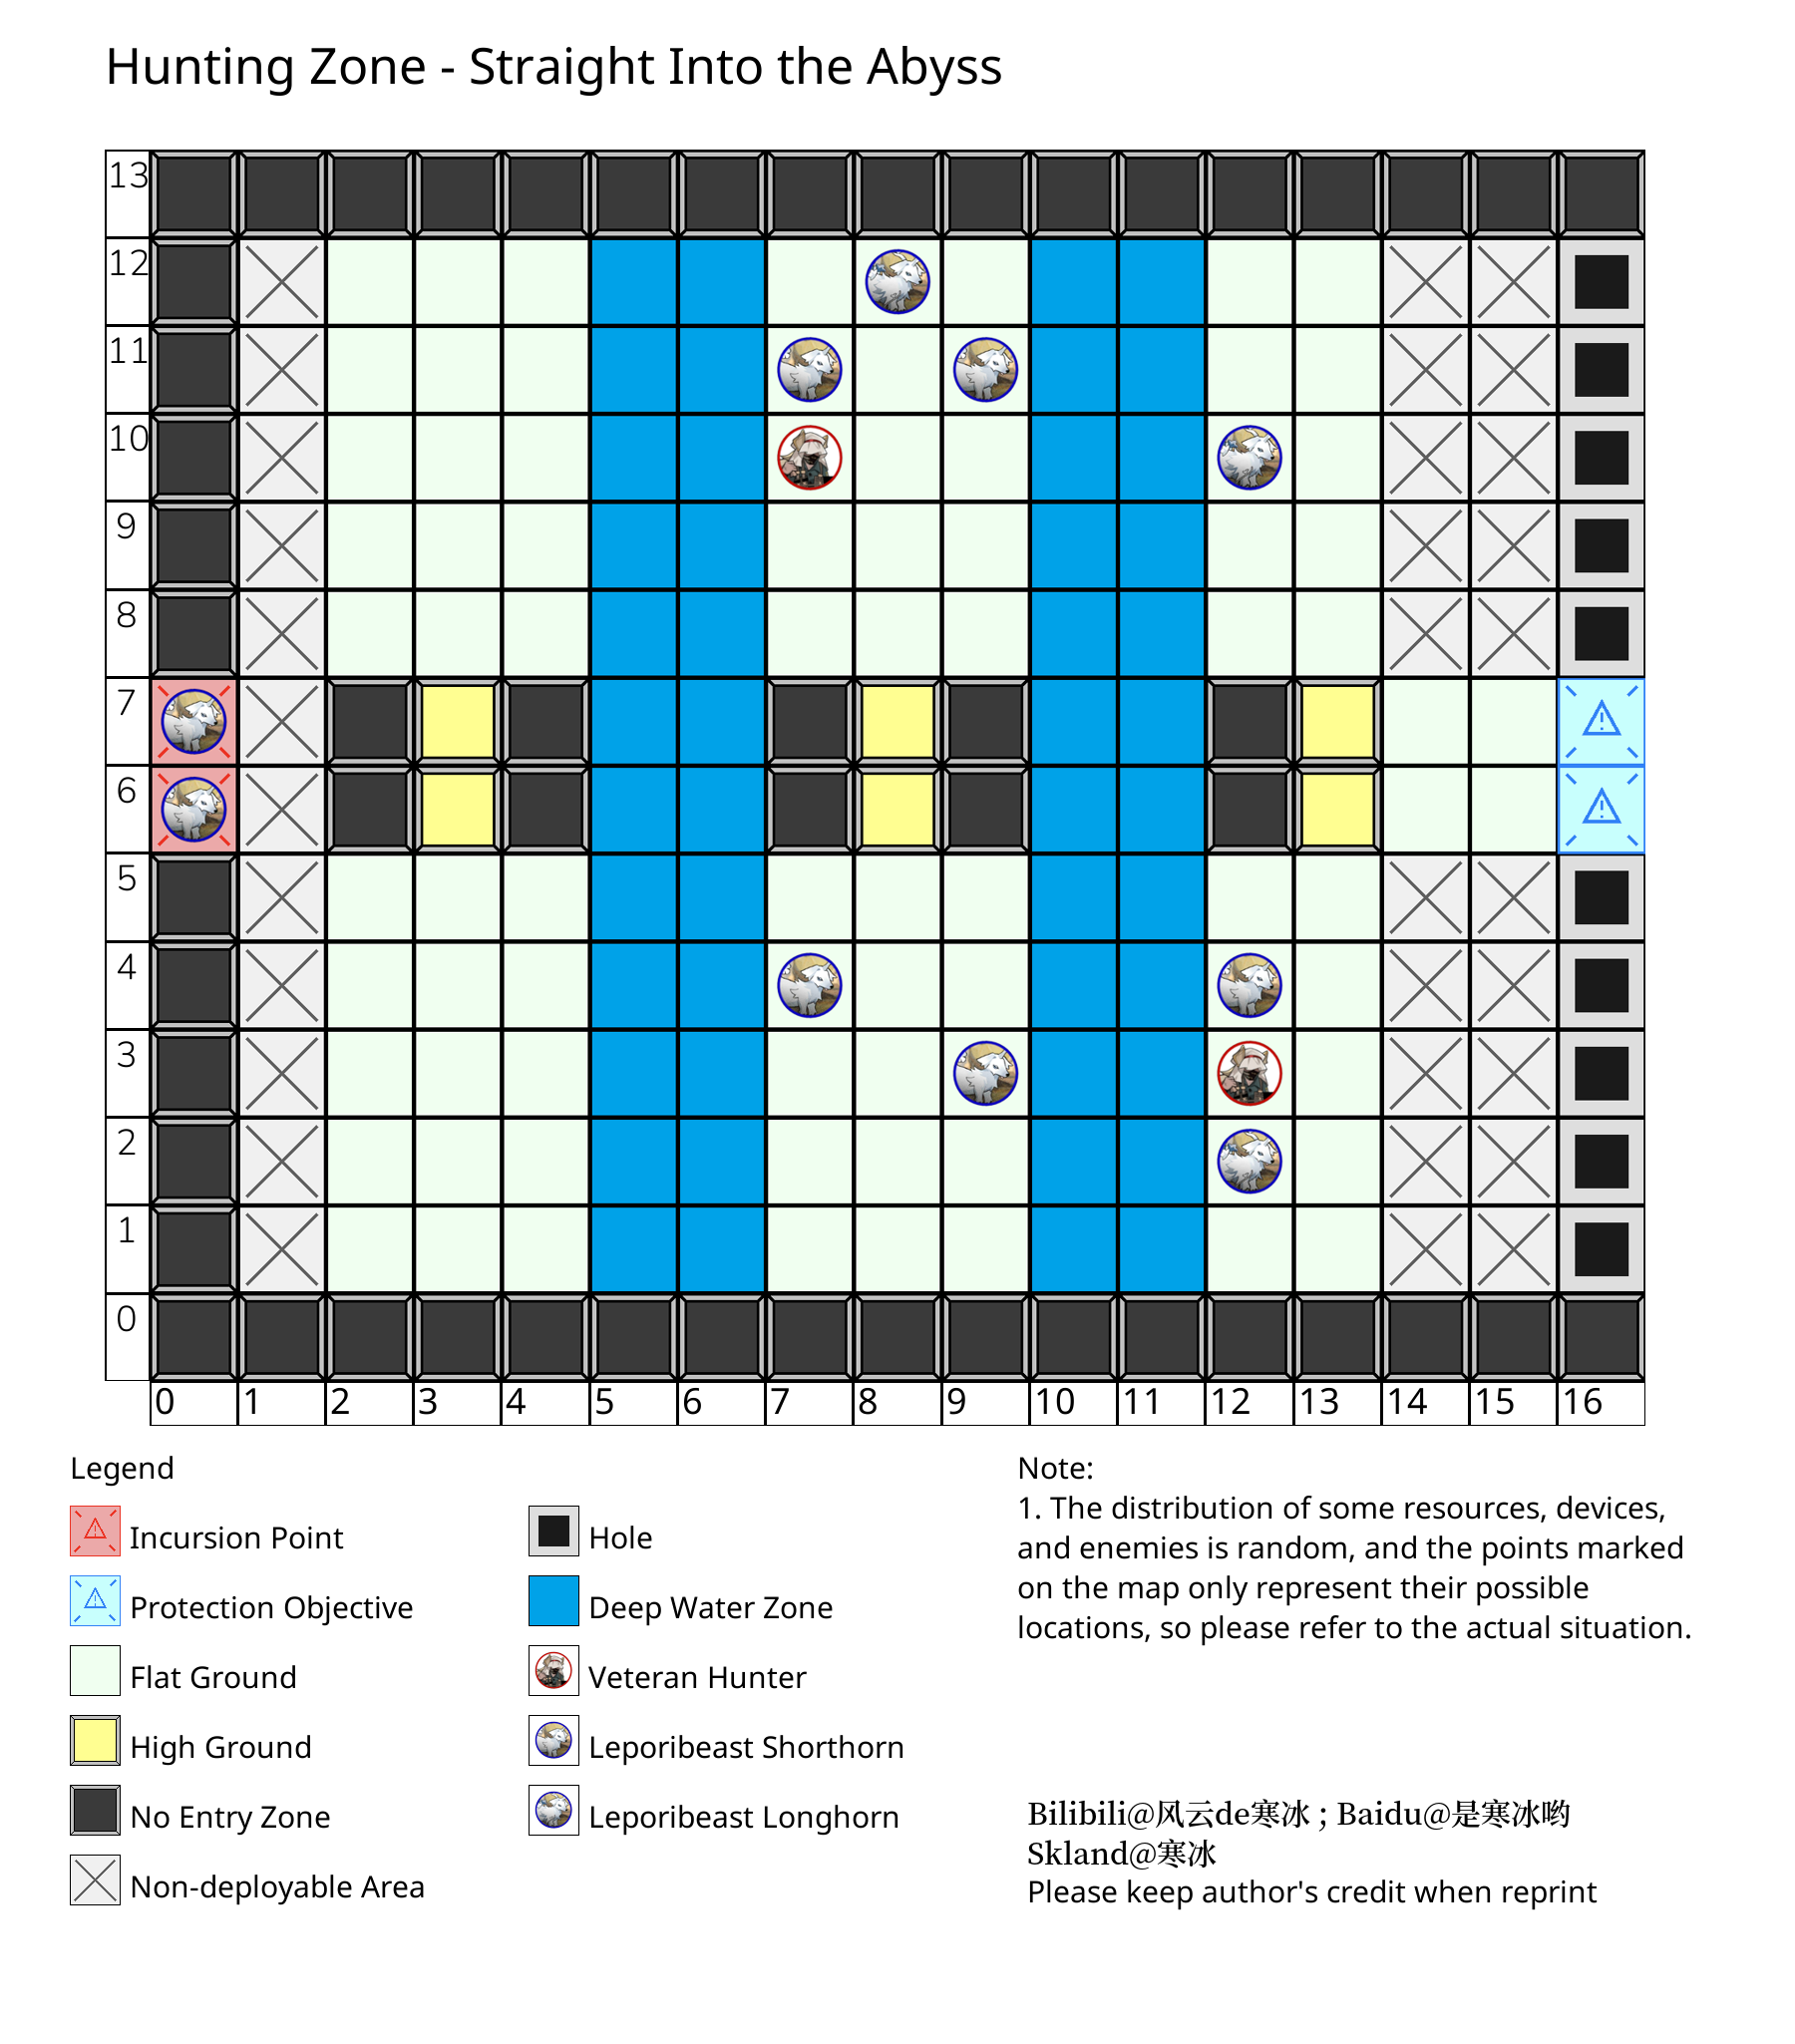 Hunting Zone - Straight Into the Abyss
13
12
11
10
9
8
7
6
5
4
3
2
1
0
0 1 2 3 4 5 6 7 8 9 10 11 12 13 14 15 16
Legend
Incursion Point
Protection Objective
Flat Ground
High Ground
No Entry Zone
Non-deployable Area
Hole
Deep Water Zone
Veteran Hunter
Leporibeast Shorthorn
Leporibeast Longhorn
Note:
1. The distribution of some resources, devices,
and enemies is random, and the points marked
on the map only represent their possible
locations, so please refer to the actual situation.
Bilibili@风云de寒冰 ; Baidu@是寒冰哟
Skland@寒冰
Please keep author's credit when reprint